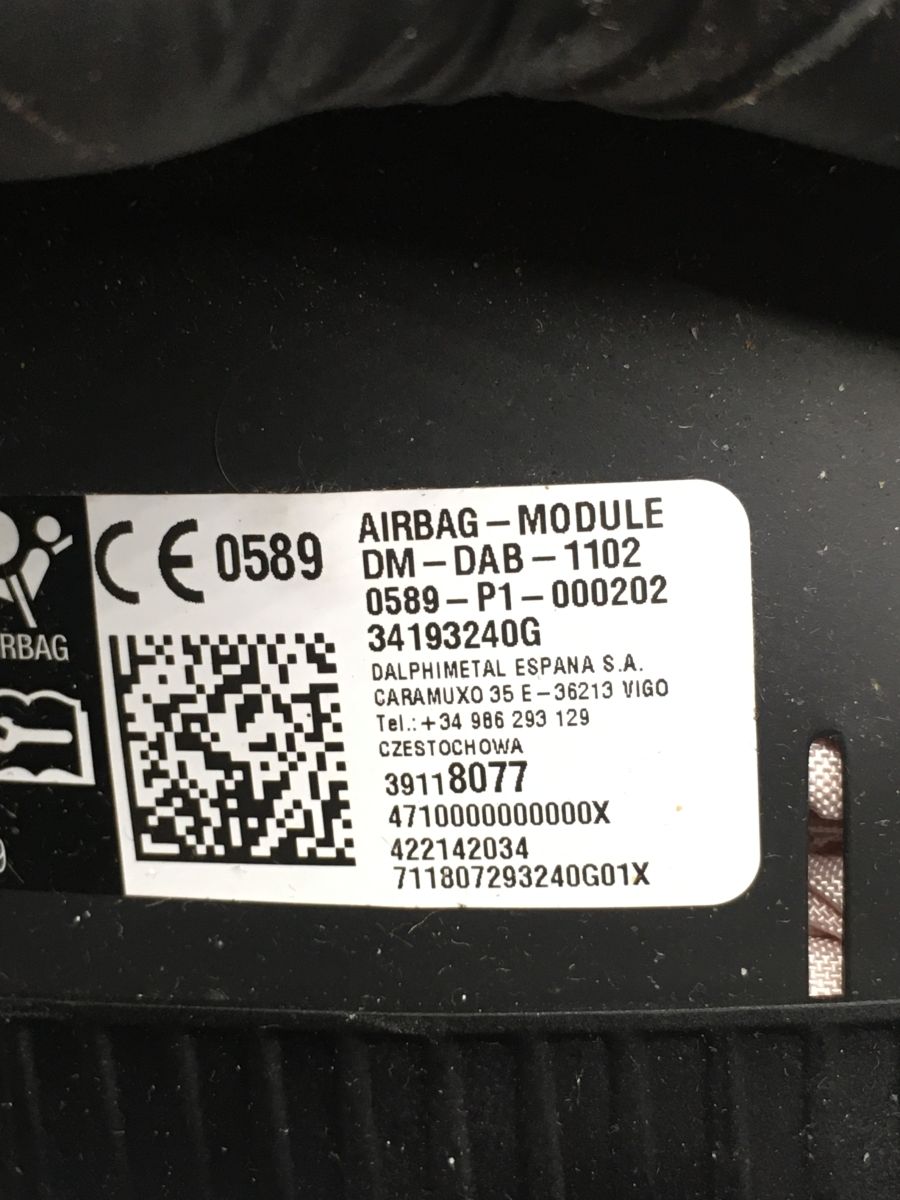 CE 0589
AIRBAG-MODULE
DM-DAB-1102
0589-P1-000202
34193240G
DALPHIMETAL ESPANA S.A.
CARAMUXO 35 E-36213 VIGO
Tel.:+34 986 293 129
CZESTOCHOWA
39118077
4710000000000X
422142034
711807293240G01X
RBAG
9